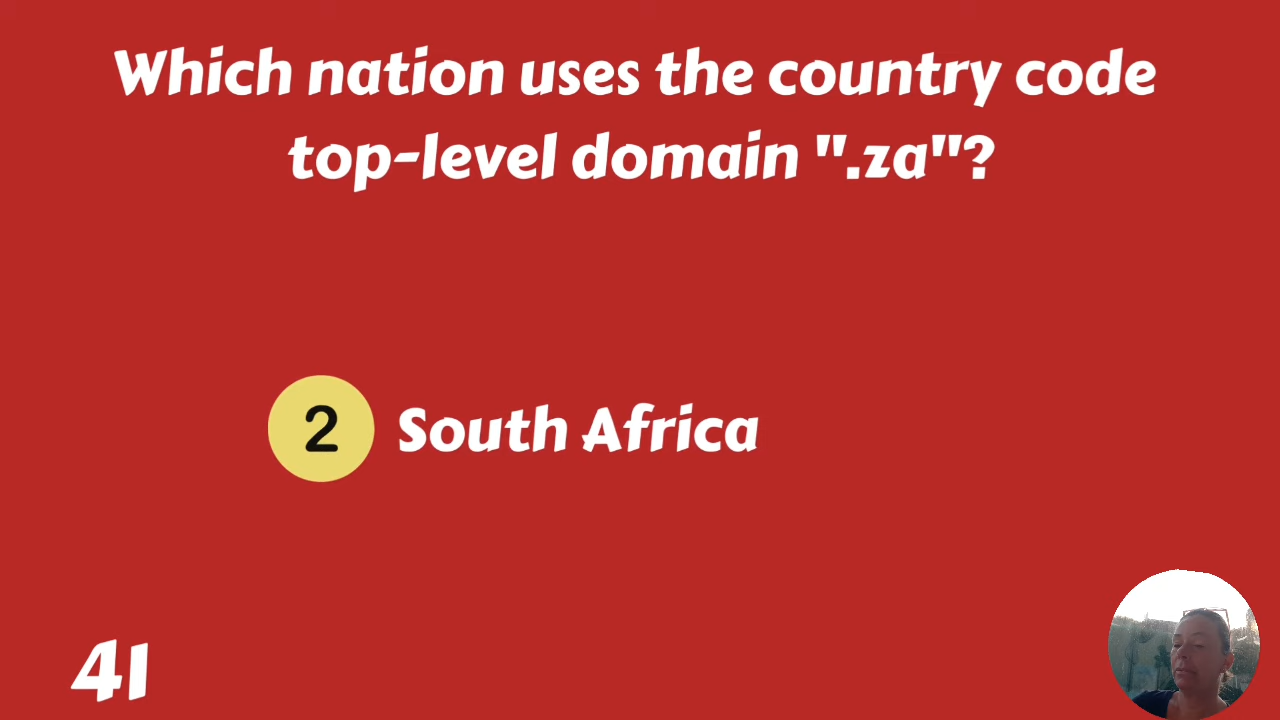 Which nation uses the country code
top-level domain ".za"?
2 South Africa
41